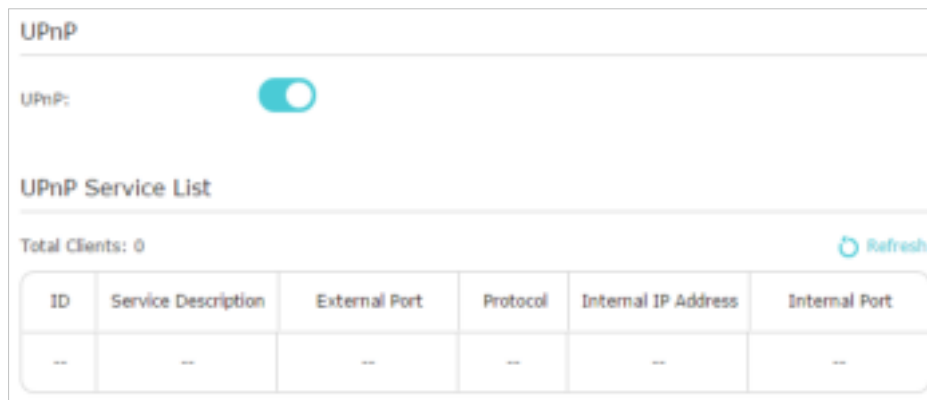 UPnP
UPnP:
UPnP Service List
Total Clients: 0 Refresh
ID Service Description External Port Protocol Internal IP Address Internal Port
-- -- -- -- -- --